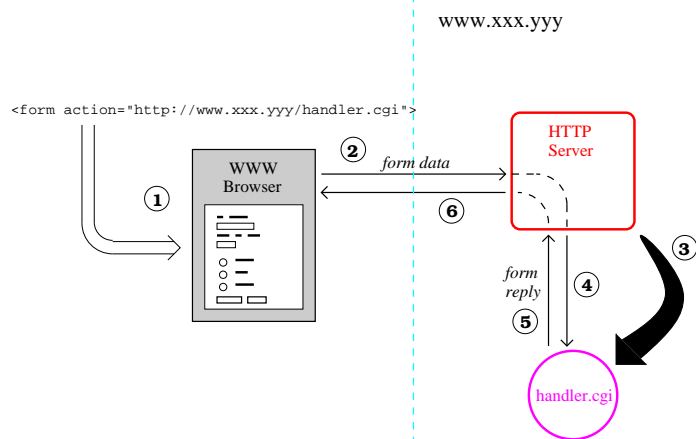 www.xxx.yyy
<form action="http://www.xxx.yyy/handler.cgi">
HTTP
Server
WWW
Browser
2
form data
1
6
3
form
reply
4
5
handler.cgi